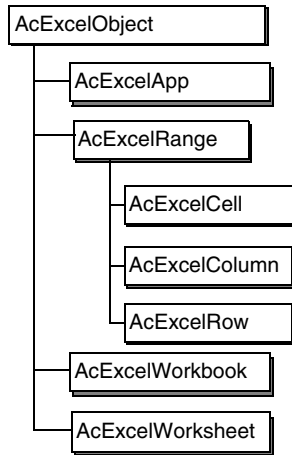 AcExcelObject
AcExcelApp
AcExcelRange
AcExcelCell
AcExcelColumn
AcExcelRow
AcExcelWorkbook
AcExcelWorksheet